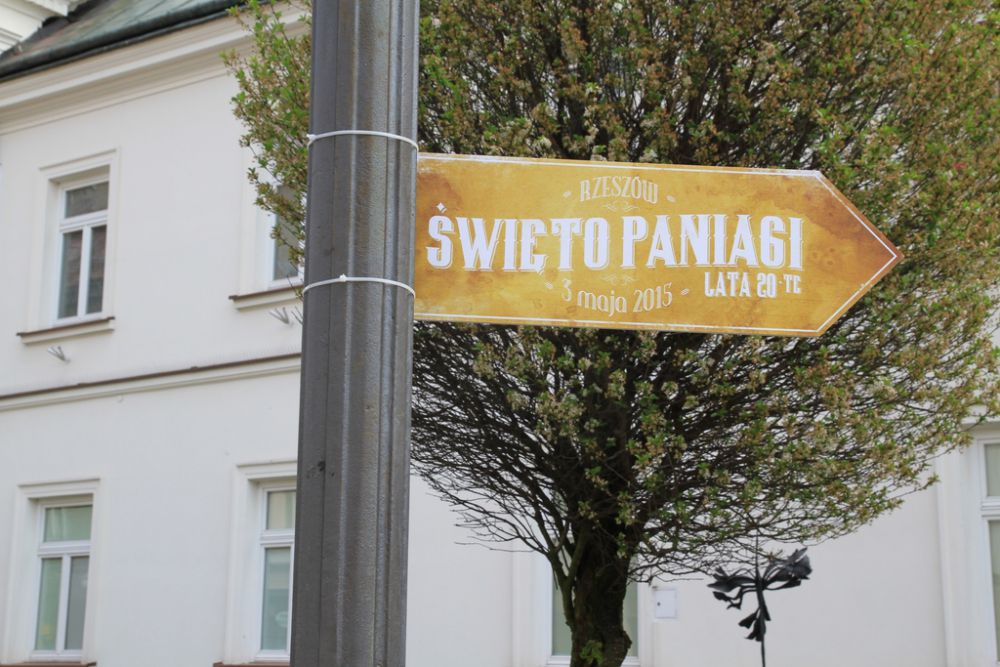 RZESZÓW
ŚWIĘTO PANIAGI
LATA 20-TE
3 maja 2015